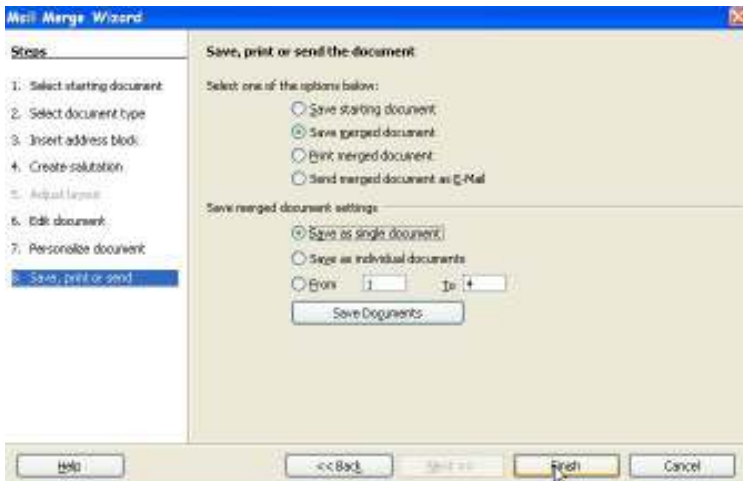 Mail Merge Wizard
Steps
1. Select starting document
2. Select document type
3. Insert address block
4. Create salutation
5. Adjust layout
6. Edit document
7. Personalize document
8. Save, print or send
Save, print or send the document
Select one of the options below:
Save starting document
Save merged document
Print merged document
Send merged document as E-Mail
Save merged document settings
Save as single document
Save as individual documents
From 1 To 4
Save Documents
Help
<< Back
Next >>
Finish
Cancel